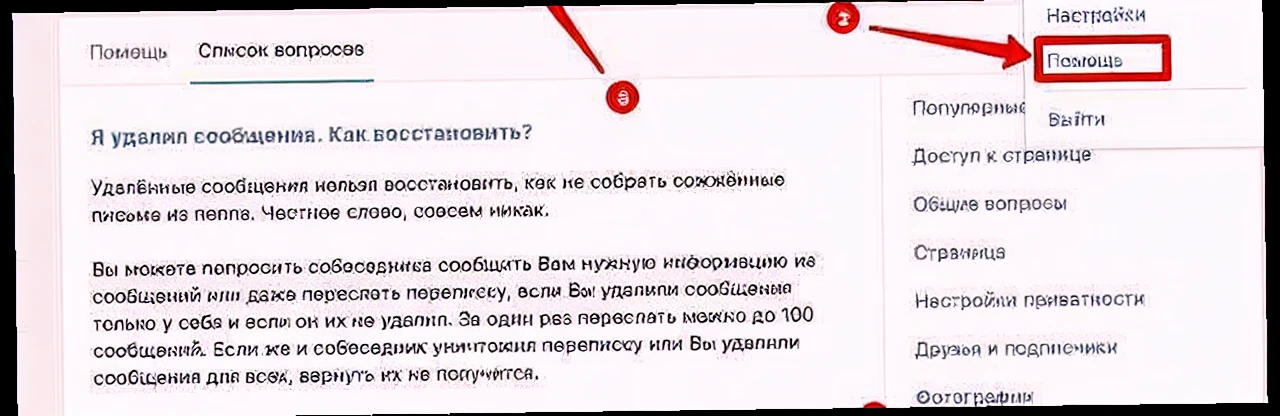 Настройки
Помощь
Выйти
Помощь
Список вопросов
Я удалил сообщения. Как восстановить?
Удалённые сообщения нельзя восстановить, как не собрать сожжённые
письма из пепла. Честное слово, совсем никак.
Вы можете попросить собеседника сообщить Вам нужную информацию из
сообщений или даже переслать переписку, если Вы удалили сообщения
только у себя и если он их не удалил. За один раз переслать можно до 100
сообщений. Если же и собеседник уничтожил переписку или Вы удалили
сообщения для всех, вернуть их не получится.
Популярные
Доступ к странице
Общие вопросы
Страница
Настройки приватности
Друзья и подписчики
Фотографии